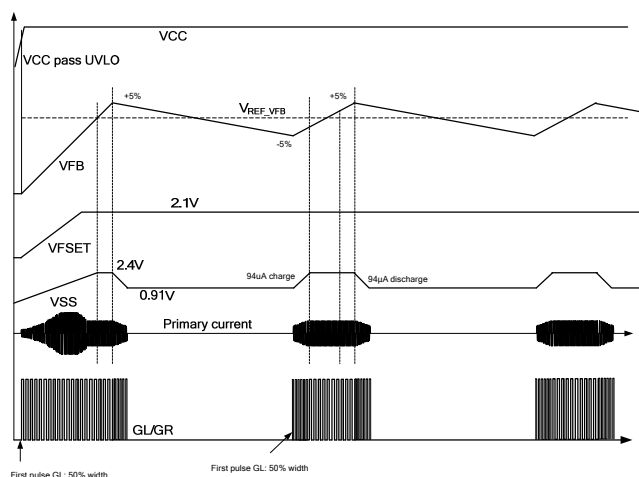 VCC
VCC pass UVLO
+5%
+5%
VREF_VFB
-5%
VFB
2.1V
VFSET
2.4V
94uA charge
94µA discharge
0.91V
VSS
Primary current
GL/GR
First pulse GL: 50% width
First pulse GL: 50% width